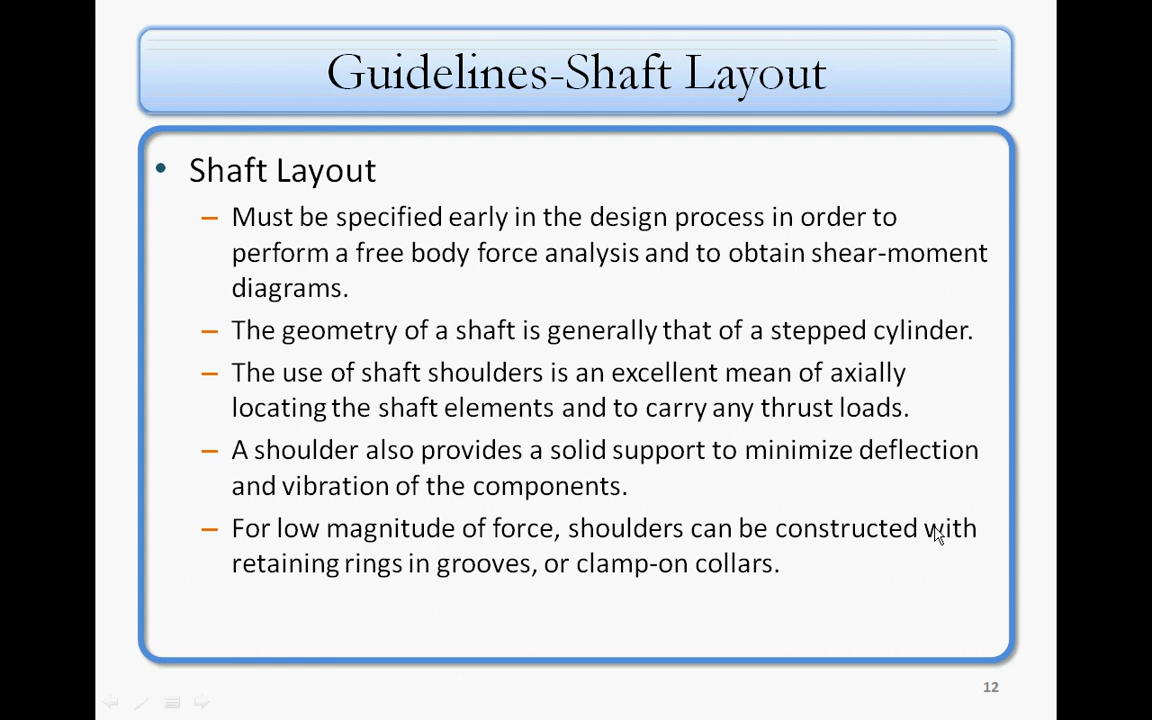 Guidelines-Shaft Layout
• Shaft Layout
– Must be specified early in the design process in order to
perform a free body force analysis and to obtain shear-moment
diagrams.
– The geometry of a shaft is generally that of a stepped cylinder.
– The use of shaft shoulders is an excellent mean of axially
locating the shaft elements and to carry any thrust loads.
– A shoulder also provides a solid support to minimize deflection
and vibration of the components.
– For low magnitude of force, shoulders can be constructed with
retaining rings in grooves, or clamp-on collars.
12